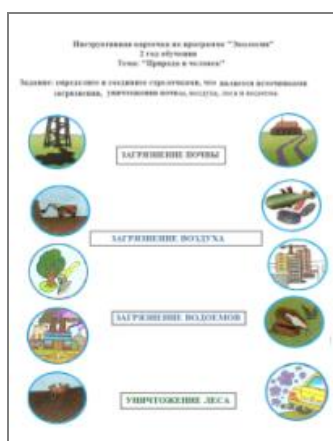 Инструктивная карточка по программе "Экология"
2 год обучения
Тема: "Природа и человек"
Задание: определите и соедините стрелочками, что является источником
загрязнения, уничтожения почвы, воздуха, леса и водоема
ЗАГРЯЗНЕНИЕ ПОЧВЫ
ЗАГРЯЗНЕНИЕ ВОЗДУХА
ЗАГРЯЗНЕНИЕ ВОДОЕМОВ
УНИЧТОЖЕНИЕ ЛЕСА